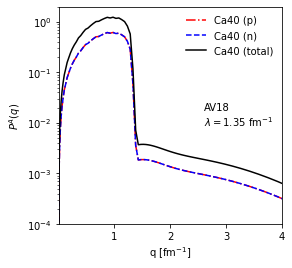 10⁰
10⁻¹
10⁻²
10⁻³
10⁻⁴
Pᴬ(q)
Ca40 (p)
Ca40 (n)
Ca40 (total)
AV18
λ = 1.35 fm⁻¹
1 2 3 4
q [fm⁻¹]